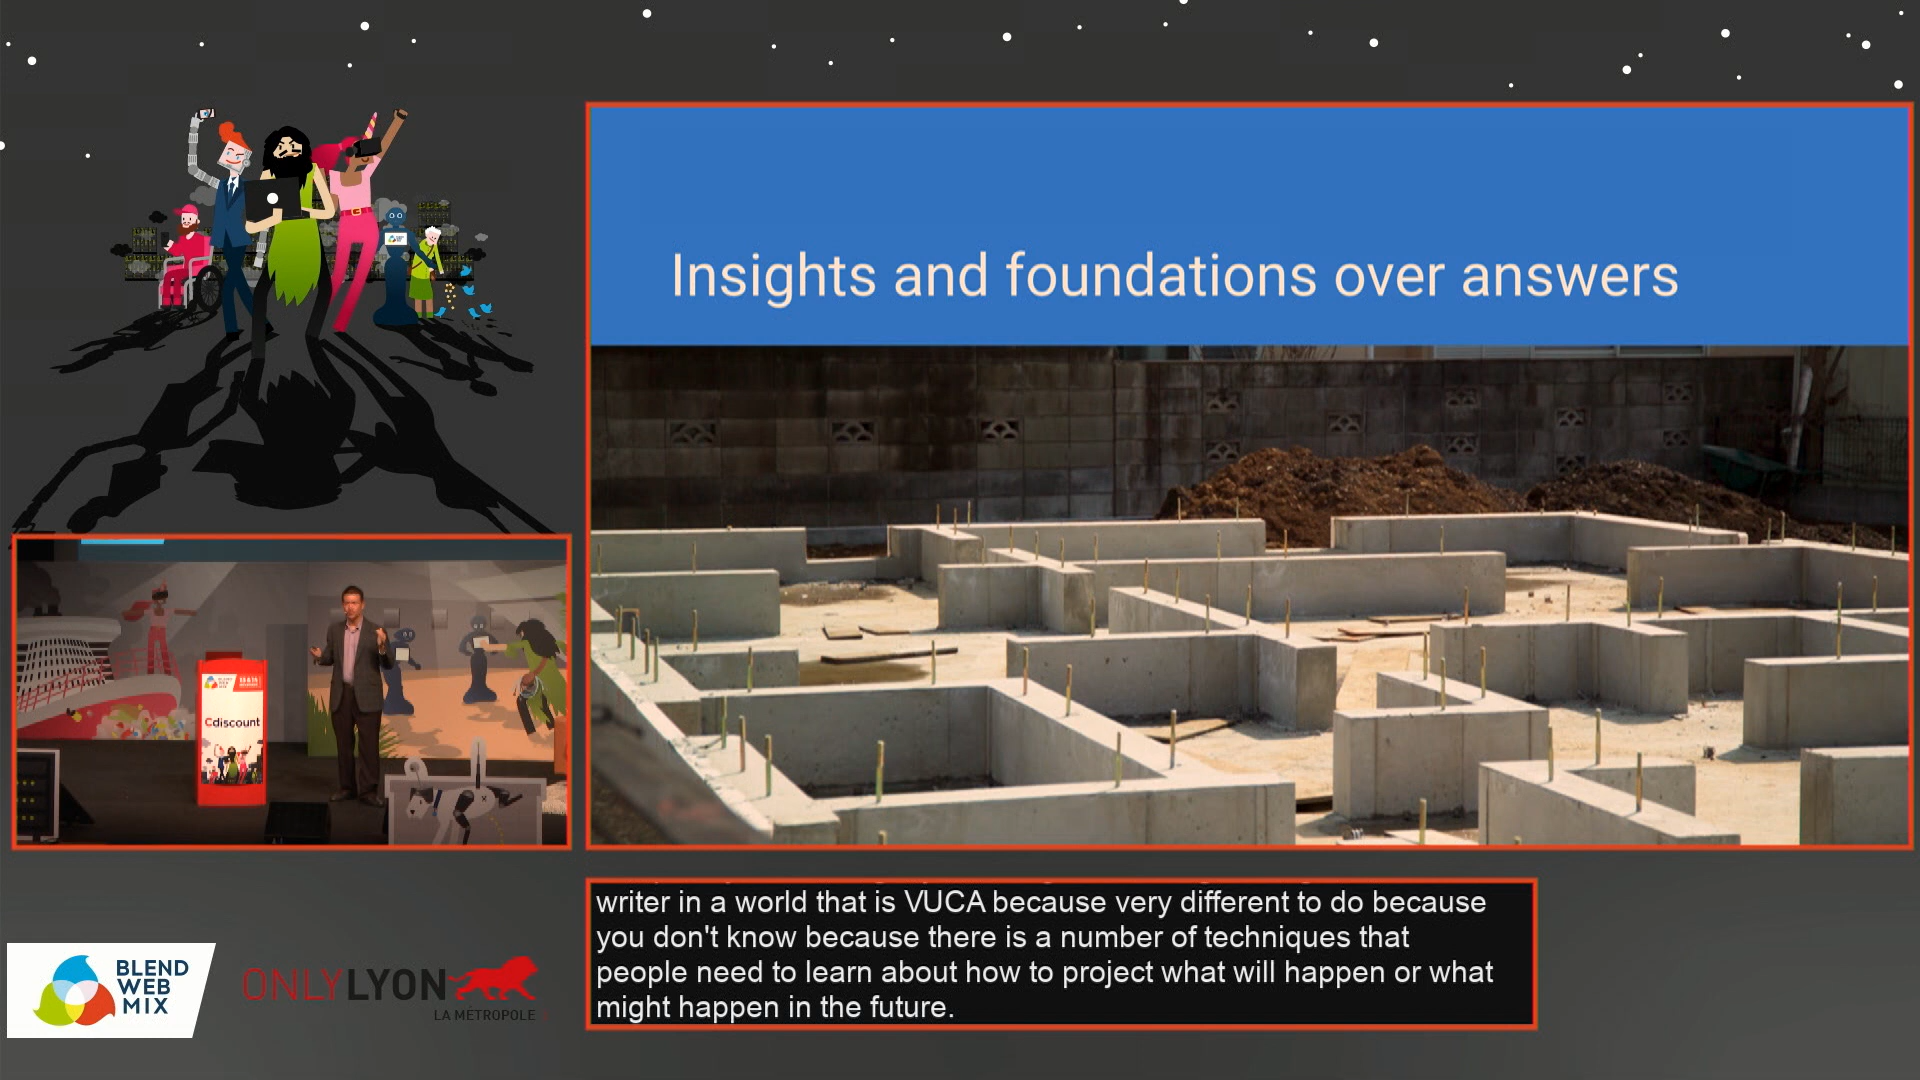 Insights and foundations over answers
Cdiscount
writer in a world that is VUCA because very different to do because
you don't know because there is a number of techniques that
people need to learn about how to project what will happen or what
might happen in the future.
BLEND
WEB
MIX
ONLYLYON
LA MÉTROPOLE